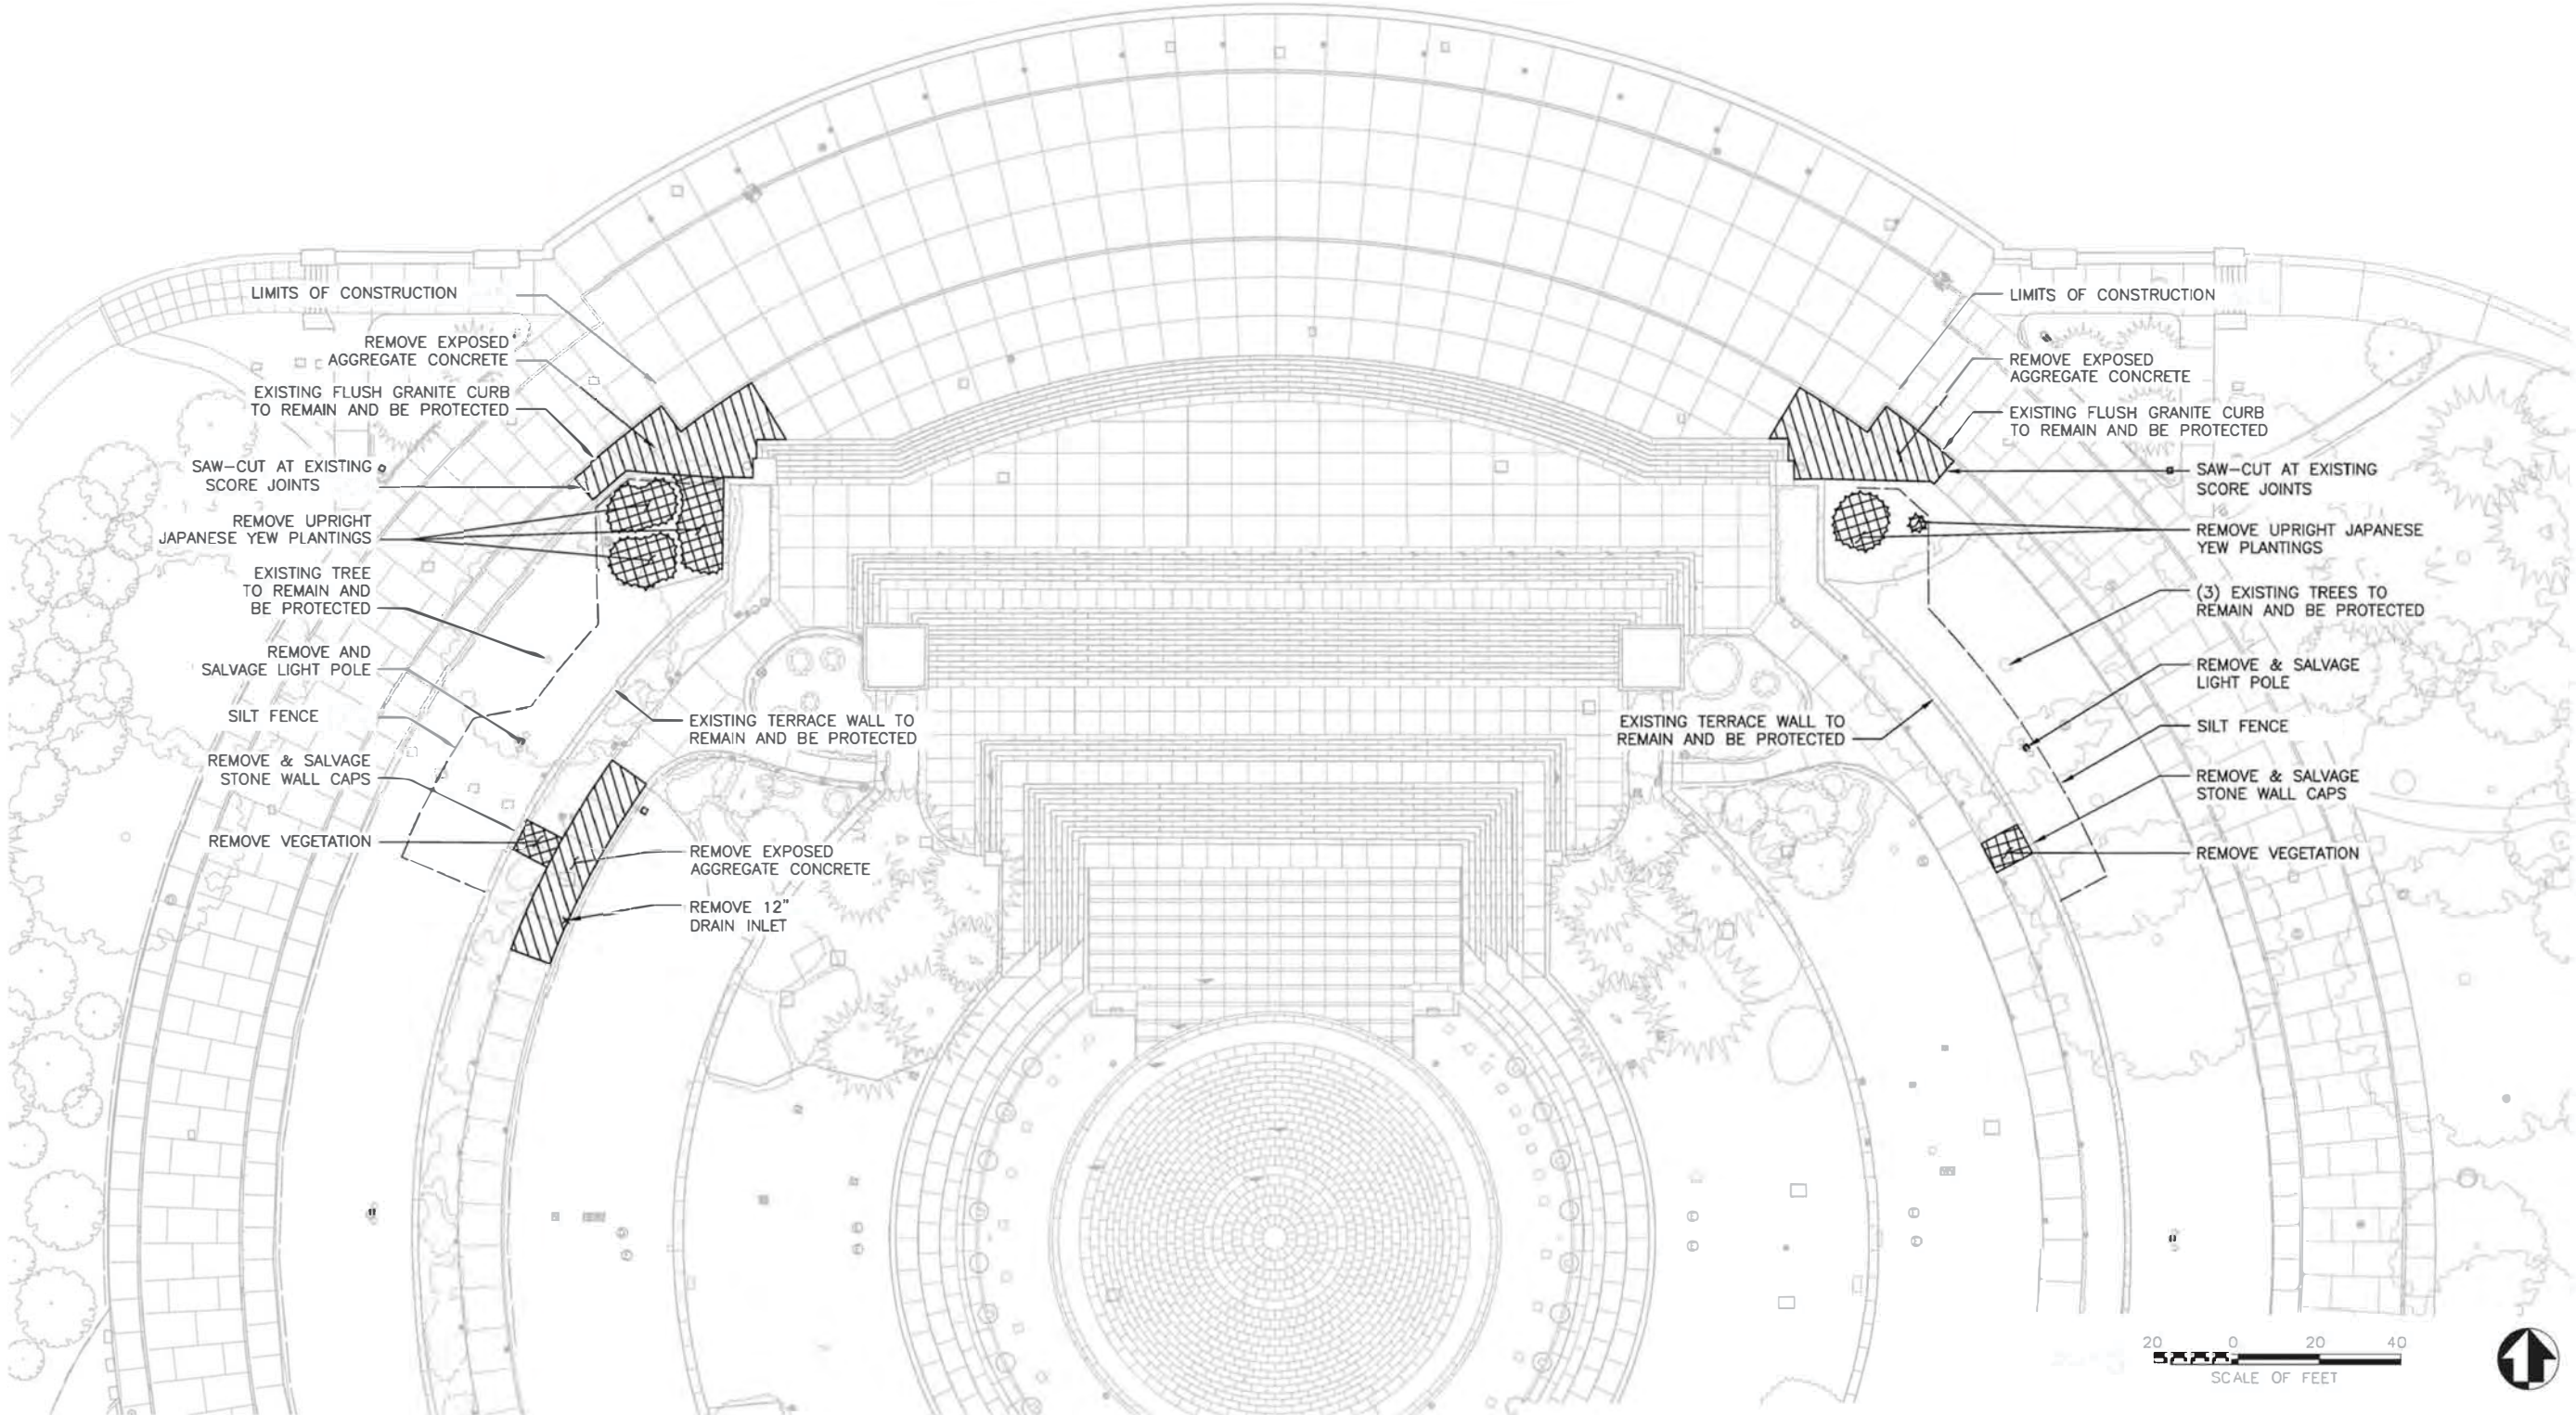 LIMITS OF CONSTRUCTION
REMOVE EXPOSED
AGGREGATE CONCRETE
EXISTING FLUSH GRANITE CURB
TO REMAIN AND BE PROTECTED
SAW-CUT AT EXISTING
SCORE JOINTS
REMOVE UPRIGHT
JAPANESE YEW PLANTINGS
EXISTING TREE
TO REMAIN AND
BE PROTECTED
REMOVE AND
SALVAGE LIGHT POLE
SILT FENCE
REMOVE & SALVAGE
STONE WALL CAPS
REMOVE VEGETATION
EXISTING TERRACE WALL TO
REMAIN AND BE PROTECTED
REMOVE EXPOSED
AGGREGATE CONCRETE
REMOVE 12"
DRAIN INLET
EXISTING TERRACE WALL TO
REMAIN AND BE PROTECTED
LIMITS OF CONSTRUCTION
REMOVE EXPOSED
AGGREGATE CONCRETE
EXISTING FLUSH GRANITE CURB
TO REMAIN AND BE PROTECTED
SAW-CUT AT EXISTING
SCORE JOINTS
REMOVE UPRIGHT JAPANESE
YEW PLANTINGS
(3) EXISTING TREES TO
REMAIN AND BE PROTECTED
REMOVE & SALVAGE
LIGHT POLE
SILT FENCE
REMOVE & SALVAGE
STONE WALL CAPS
REMOVE VEGETATION
20 0 20 40
SCALE OF FEET